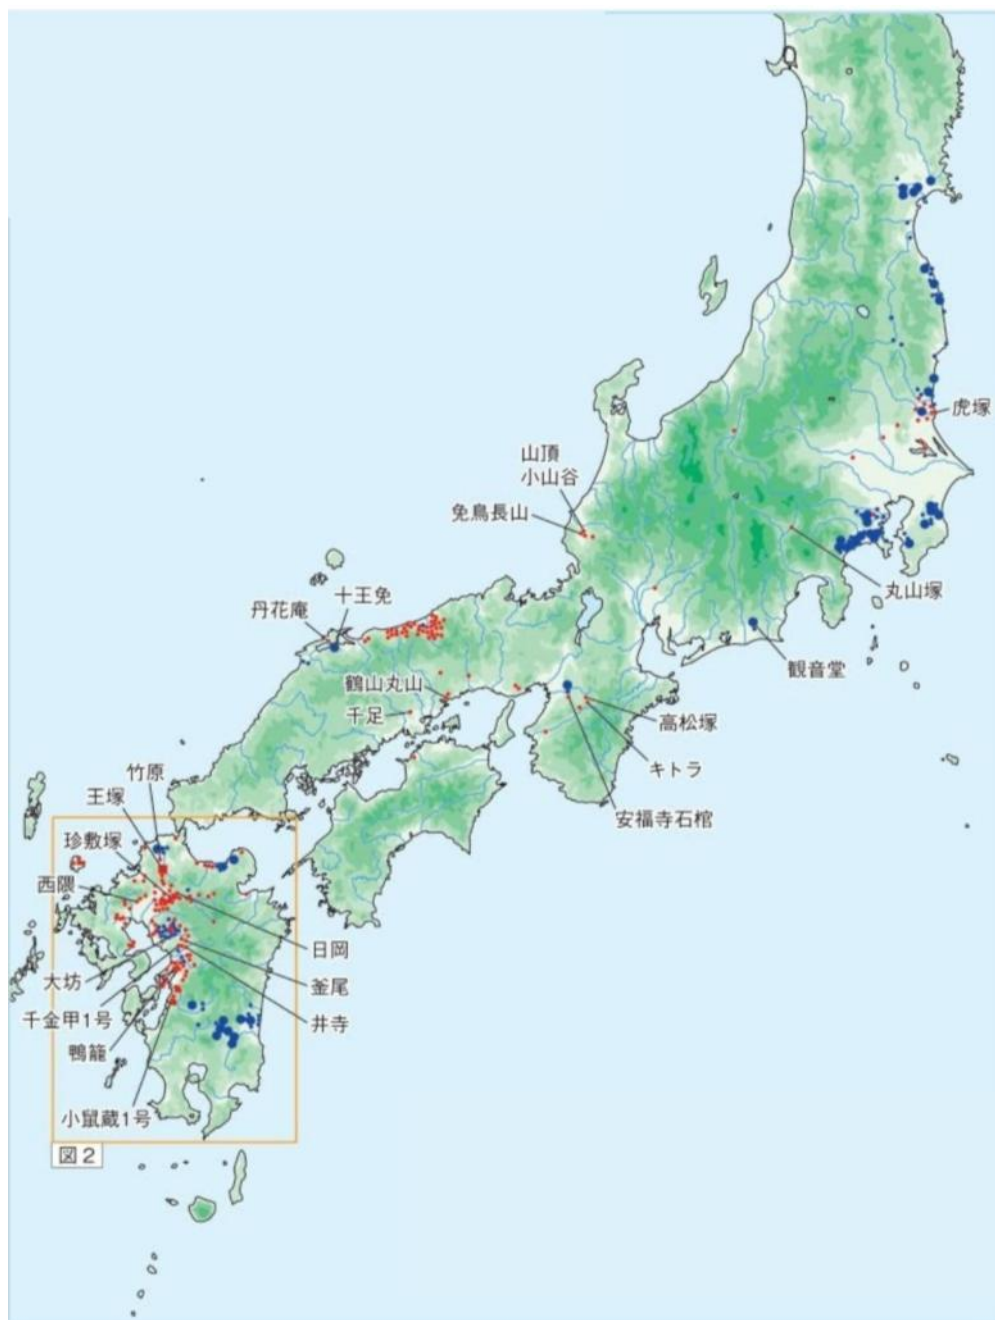 虎塚
山頂
小山谷
免鳥長山
丸山塚
十王免
丹花庵
観音堂
鶴山丸山
千足
高松塚
キトラ
安福寺石棺
竹原
王塚
珍敷塚
西隈
日岡
大坊
釜尾
千金甲1号
井寺
鴨籠
小鼠蔵1号
図2